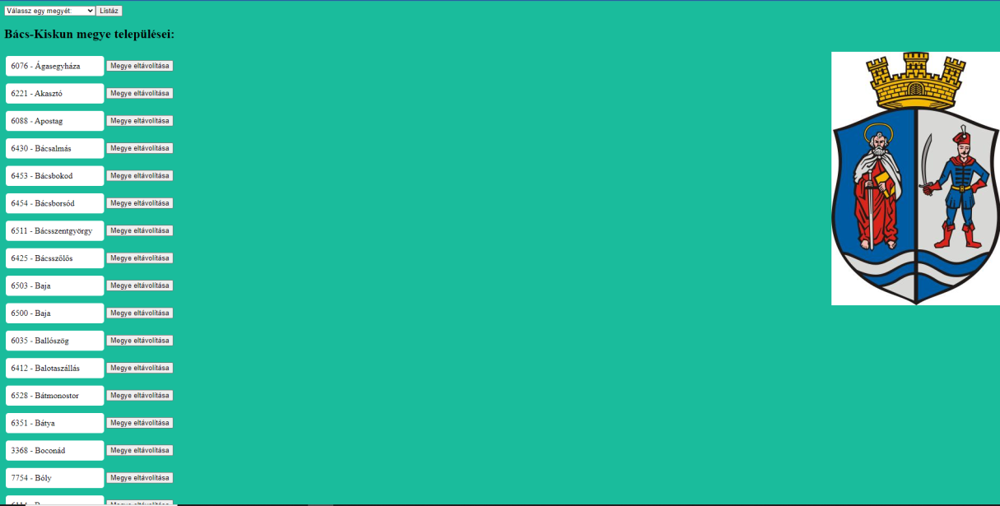 Válassz egy megyét: Listáz
Bács-Kiskun megye települései:
6076 - Ágasegyháza Megye eltávolítása
6221 - Akasztó Megye eltávolítása
6088 - Apostag Megye eltávolítása
6430 - Bácsalmás Megye eltávolítása
6453 - Bácsbokod Megye eltávolítása
6454 - Bácsborsód Megye eltávolítása
6511 - Bácsszentgyörgy Megye eltávolítása
6425 - Bácsszőlős Megye eltávolítása
6503 - Baja Megye eltávolítása
6500 - Baja Megye eltávolítása
6035 - Ballószög Megye eltávolítása
6412 - Balotaszállás Megye eltávolítása
6528 - Bátmonostor Megye eltávolítása
6351 - Bátya Megye eltávolítása
3368 - Boconád Megye eltávolítása
7754 - Bóly Megye eltávolítása